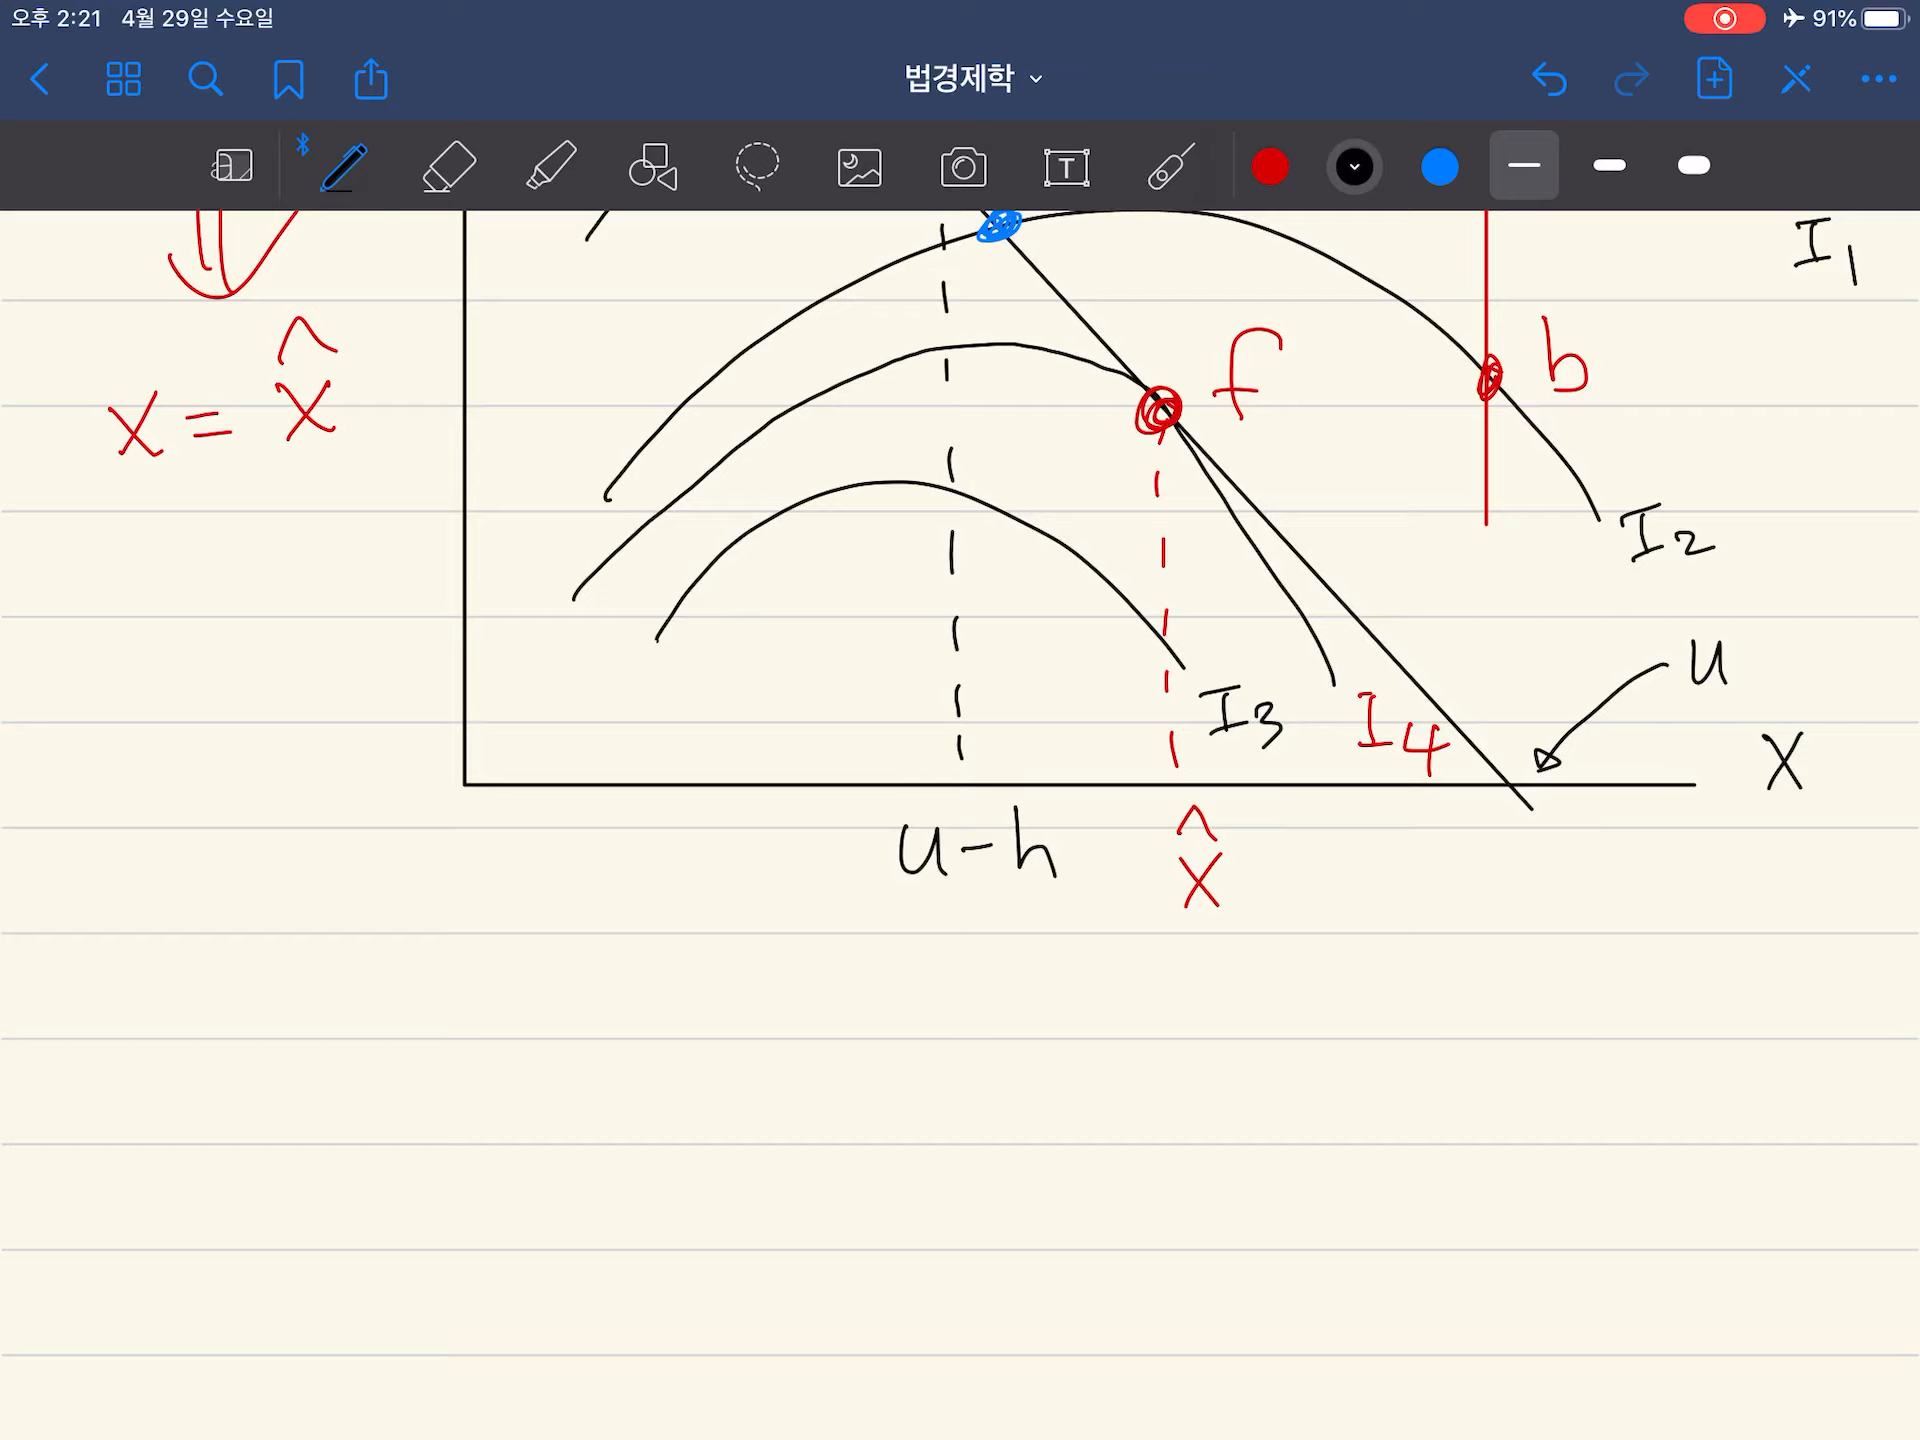 오후 2:21 4월 29일 수요일
91%
법경제학
T
I1
f
b
x = x̂
I2
u
I3
I4
x
u-h
x̂